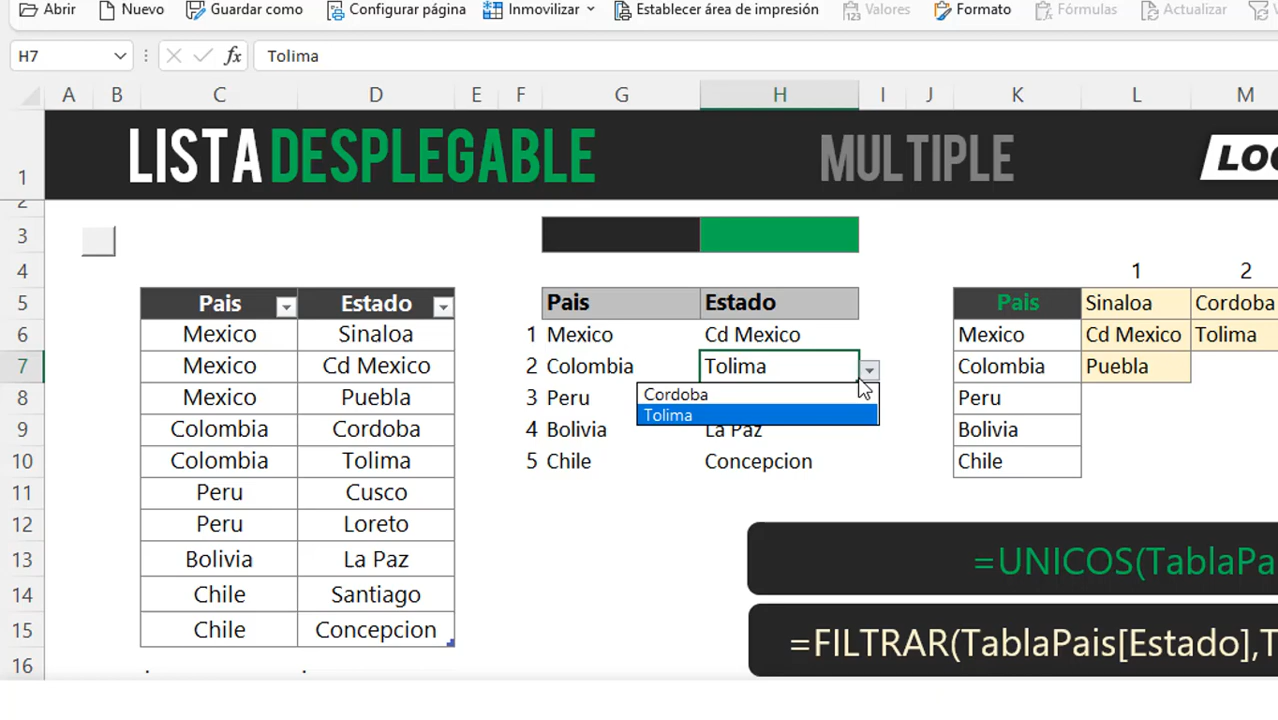 Abrir Nuevo Guardar como Configurar página Inmovilizar Establecer área de impresión Valores Formato Fórmulas Actualizar
H7 fx Tolima
A B C D E F G H I J K L M
1 LISTA DESPLEGABLE MULTIPLE
2
3
4 1 2
5 Pais Estado Pais Estado Pais Sinaloa Cordoba
6 Mexico Sinaloa 1 Mexico Cd Mexico Mexico Cd Mexico Tolima
7 Mexico Cd Mexico 2 Colombia Tolima Colombia Puebla
8 Mexico Puebla 3 Peru Cordoba Peru
Tolima
9 Colombia Cordoba 4 Bolivia La Paz Bolivia
10 Colombia Tolima 5 Chile Concepcion Chile
11 Peru Cusco
12 Peru Loreto
13 Bolivia La Paz =UNICOS(TablaPa
14 Chile Santiago
15 Chile Concepcion =FILTRAR(TablaPais[Estado],T
16